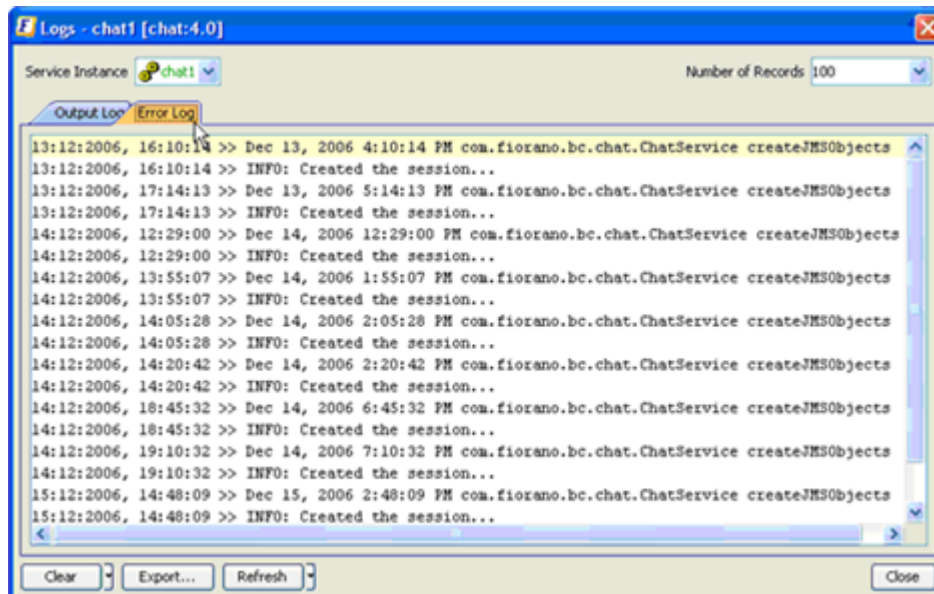 Logs - chat1 [chat:4.0]
Service Instance chat1 Number of Records 100
Output Log Error Log
13:12:2006, 16:10:14 >> Dec 13, 2006 4:10:14 PM com.fiorano.bc.chat.ChatService createJMSObjects
13:12:2006, 16:10:14 >> INFO: Created the session...
13:12:2006, 17:14:13 >> Dec 13, 2006 5:14:13 PM com.fiorano.bc.chat.ChatService createJMSObjects
13:12:2006, 17:14:13 >> INFO: Created the session...
14:12:2006, 12:29:00 >> Dec 14, 2006 12:29:00 PM com.fiorano.bc.chat.ChatService createJMSObjects
14:12:2006, 12:29:00 >> INFO: Created the session...
14:12:2006, 13:55:07 >> Dec 14, 2006 1:55:07 PM com.fiorano.bc.chat.ChatService createJMSObjects
14:12:2006, 13:55:07 >> INFO: Created the session...
14:12:2006, 14:05:28 >> Dec 14, 2006 2:05:28 PM com.fiorano.bc.chat.ChatService createJMSObjects
14:12:2006, 14:05:28 >> INFO: Created the session...
14:12:2006, 14:20:42 >> Dec 14, 2006 2:20:42 PM com.fiorano.bc.chat.ChatService createJMSObjects
14:12:2006, 14:20:42 >> INFO: Created the session...
14:12:2006, 18:45:32 >> Dec 14, 2006 6:45:32 PM com.fiorano.bc.chat.ChatService createJMSObjects
14:12:2006, 18:45:32 >> INFO: Created the session...
14:12:2006, 19:10:32 >> Dec 14, 2006 7:10:32 PM com.fiorano.bc.chat.ChatService createJMSObjects
14:12:2006, 19:10:32 >> INFO: Created the session...
15:12:2006, 14:48:09 >> Dec 15, 2006 2:48:09 PM com.fiorano.bc.chat.ChatService createJMSObjects
15:12:2006, 14:48:09 >> INFO: Created the session...
Clear Export... Refresh Close